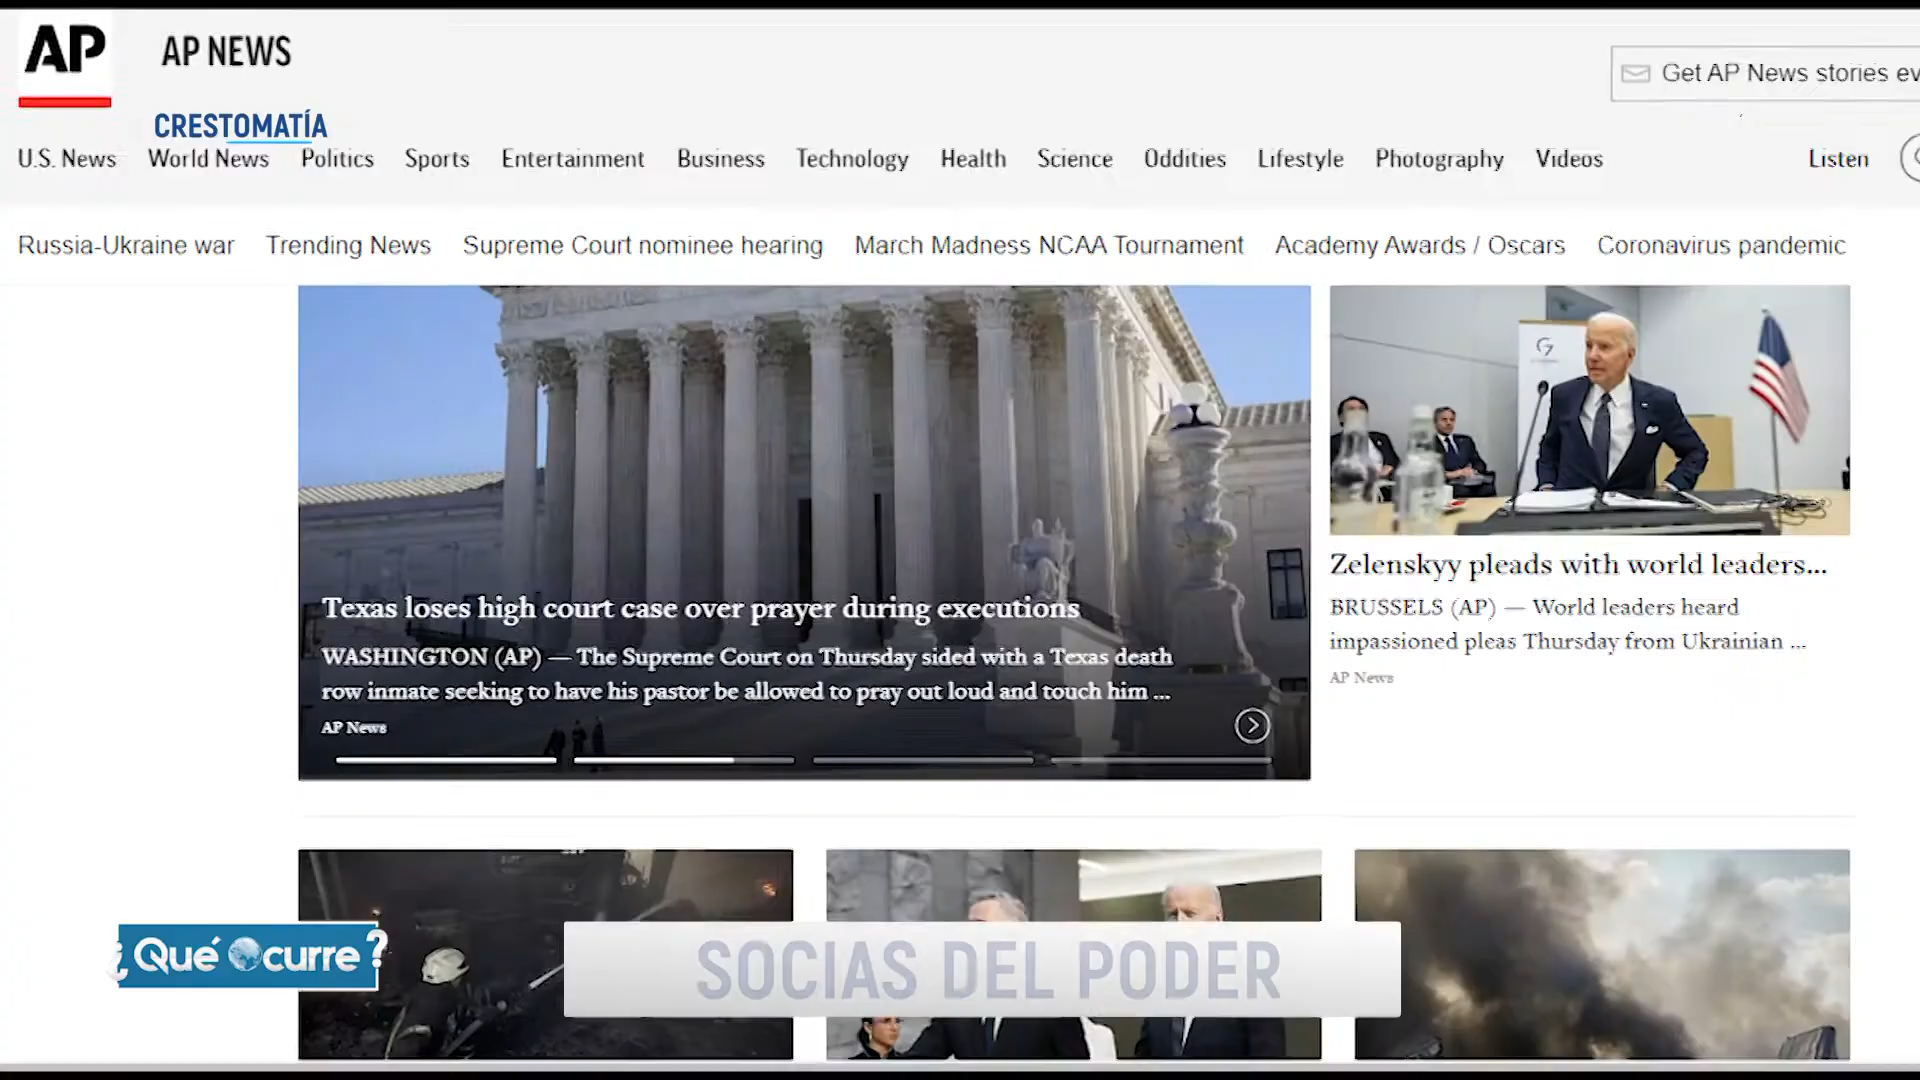 AP
AP NEWS
Get AP News stories ev
CRESTOMATÍA
U.S. News World News Politics Sports Entertainment Business Technology Health Science Oddities Lifestyle Photography Videos Listen
Russia-Ukraine war Trending News Supreme Court nominee hearing March Madness NCAA Tournament Academy Awards / Oscars Coronavirus pandemic
Texas loses high court case over prayer during executions
WASHINGTON (AP) — The Supreme Court on Thursday sided with a Texas death
row inmate seeking to have his pastor be allowed to pray out loud and touch him ...
AP News
Zelenskyy pleads with world leaders...
BRUSSELS (AP) — World leaders heard
impassioned pleas Thursday from Ukrainian ...
AP News
¿Qué Ocurre?
SOCIAS DEL PODER